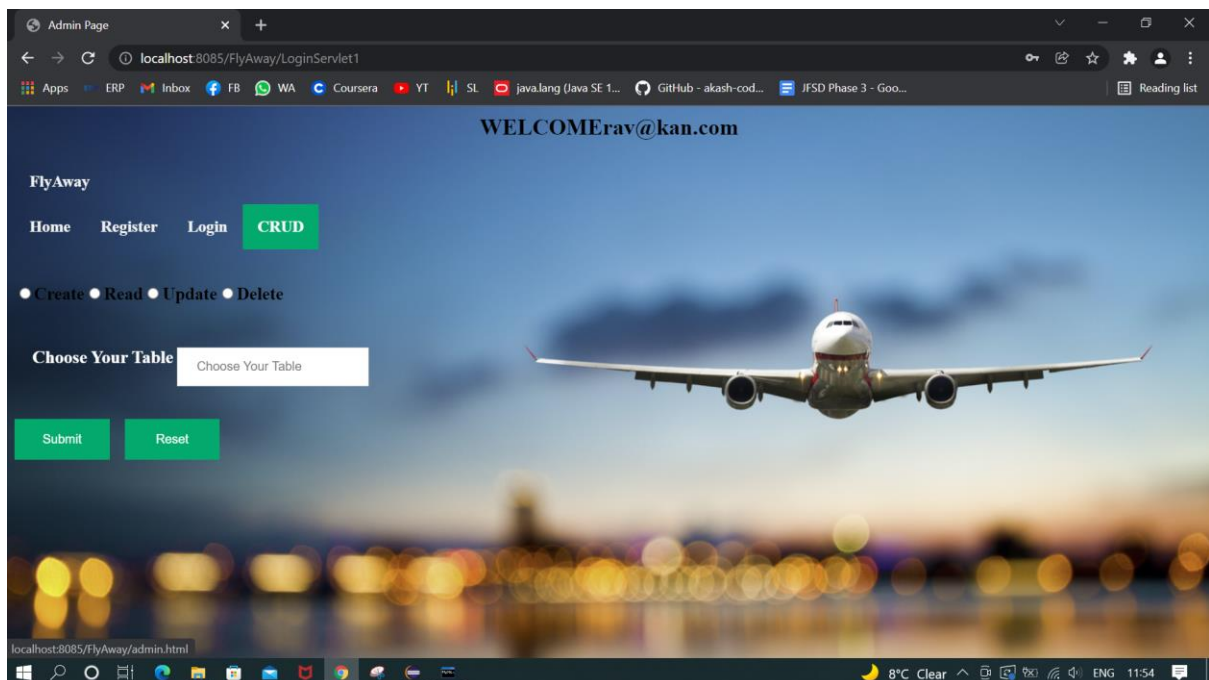 Admin Page
localhost:8085/FlyAway/LoginServlet1
Apps ERP Inbox FB WA Coursera YT SL java.lang (Java SE 1... GitHub - akash-cod... JFSD Phase 3 - Goo... Reading list
WELCOMErav@kan.com
FlyAway
Home Register Login CRUD
Create Read Update Delete
Choose Your Table Choose Your Table
Submit Reset
localhost:8085/FlyAway/admin.html
8°C Clear ENG 11:54